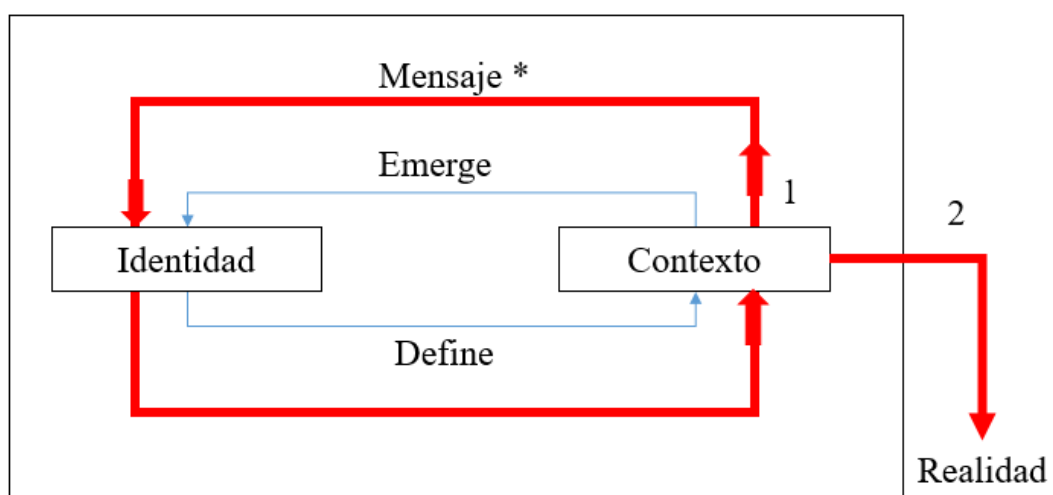 Mensaje *
Emerge
1
2
Identidad
Contexto
Define
Realidad